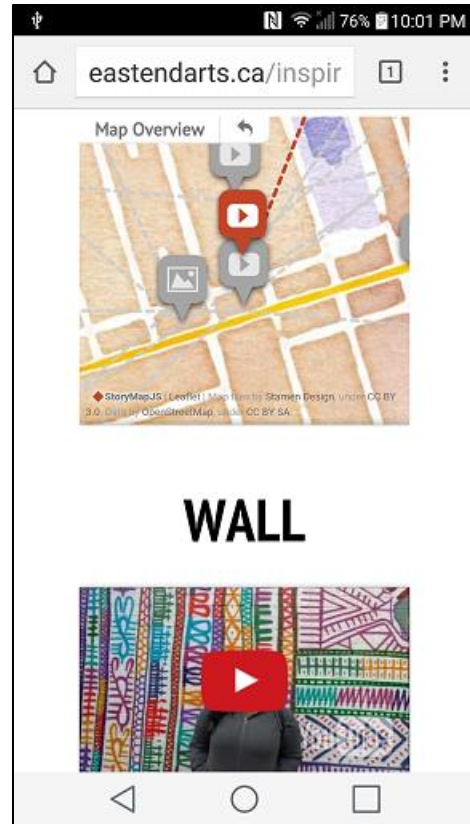 76% 10:01 PM
eastendarts.ca/inspir
1
Map Overview
StoryMapJS | Leaflet | Map tiles by Stamen Design, under CC BY
3.0. Data by OpenStreetMap, under CC BY SA.
WALL